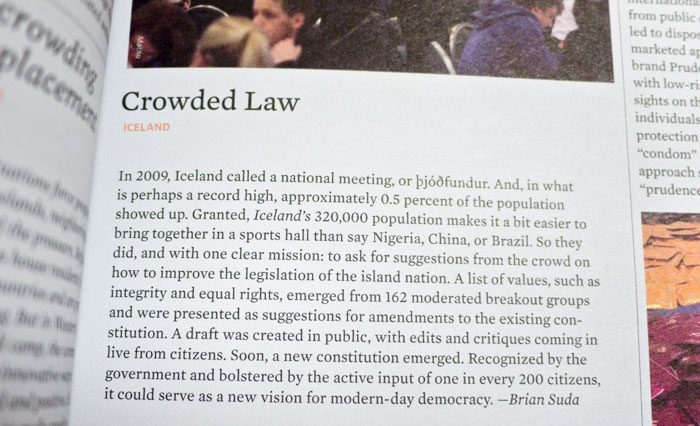 crowding
placement
Crowded Law
ICELAND
In 2009, Iceland called a national meeting, or þjóðfundur. And, in what
is perhaps a record high, approximately 0.5 percent of the population
showed up. Granted, Iceland’s 320,000 population makes it a bit easier to
bring together in a sports hall than say Nigeria, China, or Brazil. So they
did, and with one clear mission: to ask for suggestions from the crowd on
how to improve the legislation of the island nation. A list of values, such as
integrity and equal rights, emerged from 162 moderated breakout groups
and were presented as suggestions for amendments to the existing con-
stitution. A draft was created in public, with edits and critiques coming in
live from citizens. Soon, a new constitution emerged. Recognized by the
government and bolstered by the active input of one in every 200 citizens,
it could serve as a new vision for modern-day democracy. —Brian Suda
from public
led to dispos
marketed ap
brand Prude
with low-ri
sights on th
individuals
protection
“condom”
approach
“prudence